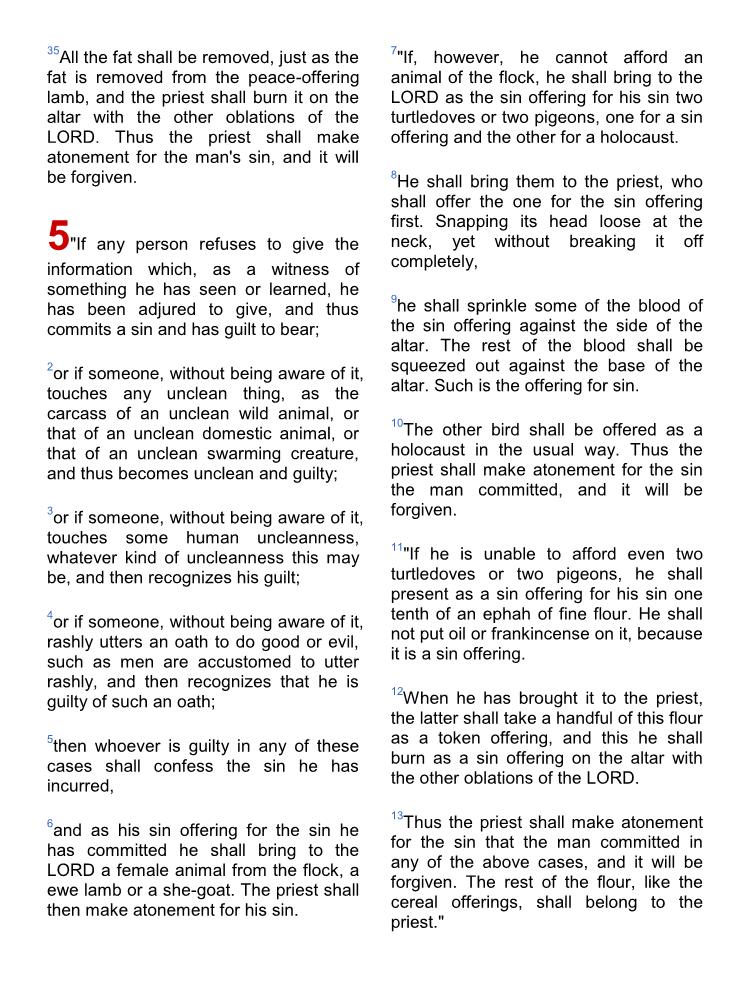 35All the fat shall be removed, just as the
fat is removed from the peace-offering
lamb, and the priest shall burn it on the
altar with the other oblations of the
LORD. Thus the priest shall make
atonement for the man's sin, and it will
be forgiven.
5"If any person refuses to give the
information which, as a witness of
something he has seen or learned, he
has been adjured to give, and thus
commits a sin and has guilt to bear;
2or if someone, without being aware of it,
touches any unclean thing, as the
carcass of an unclean wild animal, or
that of an unclean domestic animal, or
that of an unclean swarming creature,
and thus becomes unclean and guilty;
3or if someone, without being aware of it,
touches some human uncleanness,
whatever kind of uncleanness this may
be, and then recognizes his guilt;
4or if someone, without being aware of it,
rashly utters an oath to do good or evil,
such as men are accustomed to utter
rashly, and then recognizes that he is
guilty of such an oath;
5then whoever is guilty in any of these
cases shall confess the sin he has
incurred,
6and as his sin offering for the sin he
has committed he shall bring to the
LORD a female animal from the flock, a
ewe lamb or a she-goat. The priest shall
then make atonement for his sin.
7"If, however, he cannot afford an
animal of the flock, he shall bring to the
LORD as the sin offering for his sin two
turtledoves or two pigeons, one for a sin
offering and the other for a holocaust.
8He shall bring them to the priest, who
shall offer the one for the sin offering
first. Snapping its head loose at the
neck, yet without breaking it off
completely,
9he shall sprinkle some of the blood of
the sin offering against the side of the
altar. The rest of the blood shall be
squeezed out against the base of the
altar. Such is the offering for sin.
10The other bird shall be offered as a
holocaust in the usual way. Thus the
priest shall make atonement for the sin
the man committed, and it will be
forgiven.
11"If he is unable to afford even two
turtledoves or two pigeons, he shall
present as a sin offering for his sin one
tenth of an ephah of fine flour. He shall
not put oil or frankincense on it, because
it is a sin offering.
12When he has brought it to the priest,
the latter shall take a handful of this flour
as a token offering, and this he shall
burn as a sin offering on the altar with
the other oblations of the LORD.
13Thus the priest shall make atonement
for the sin that the man committed in
any of the above cases, and it will be
forgiven. The rest of the flour, like the
cereal offerings, shall belong to the
priest."